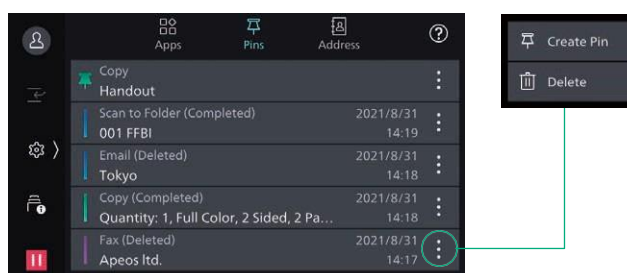 Apps
Pins
Address
Copy
Handout
Scan to Folder (Completed) 2021/8/31
001 FFBI 14:19
Email (Deleted) 2021/8/31
Tokyo 14:18
Copy (Completed) 2021/8/31
Quantity: 1, Full Color, 2 Sided, 2 Pa... 14:18
Fax (Deleted) 2021/8/31
Apeos ltd. 14:17
Create Pin
Delete